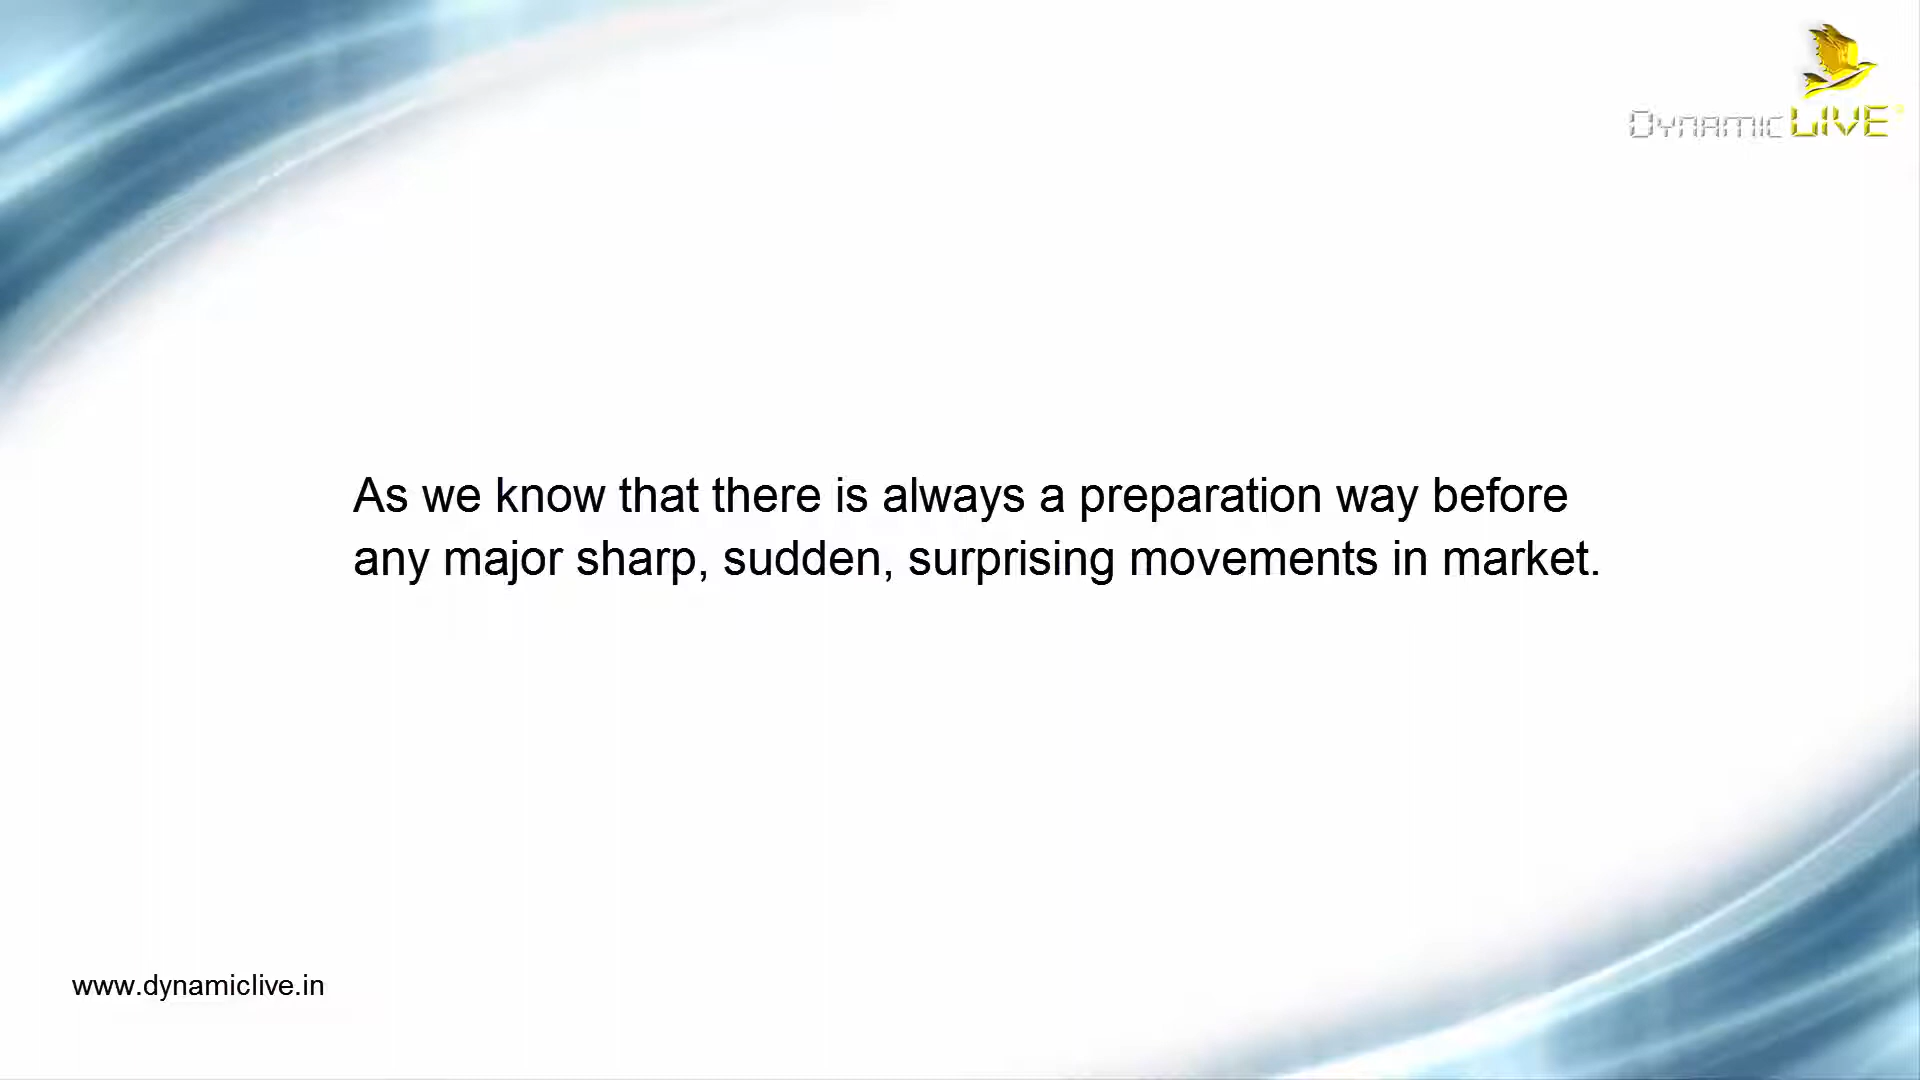 Dynamic LIVE
As we know that there is always a preparation way before
any major sharp, sudden, surprising movements in market.
www.dynamiclive.in